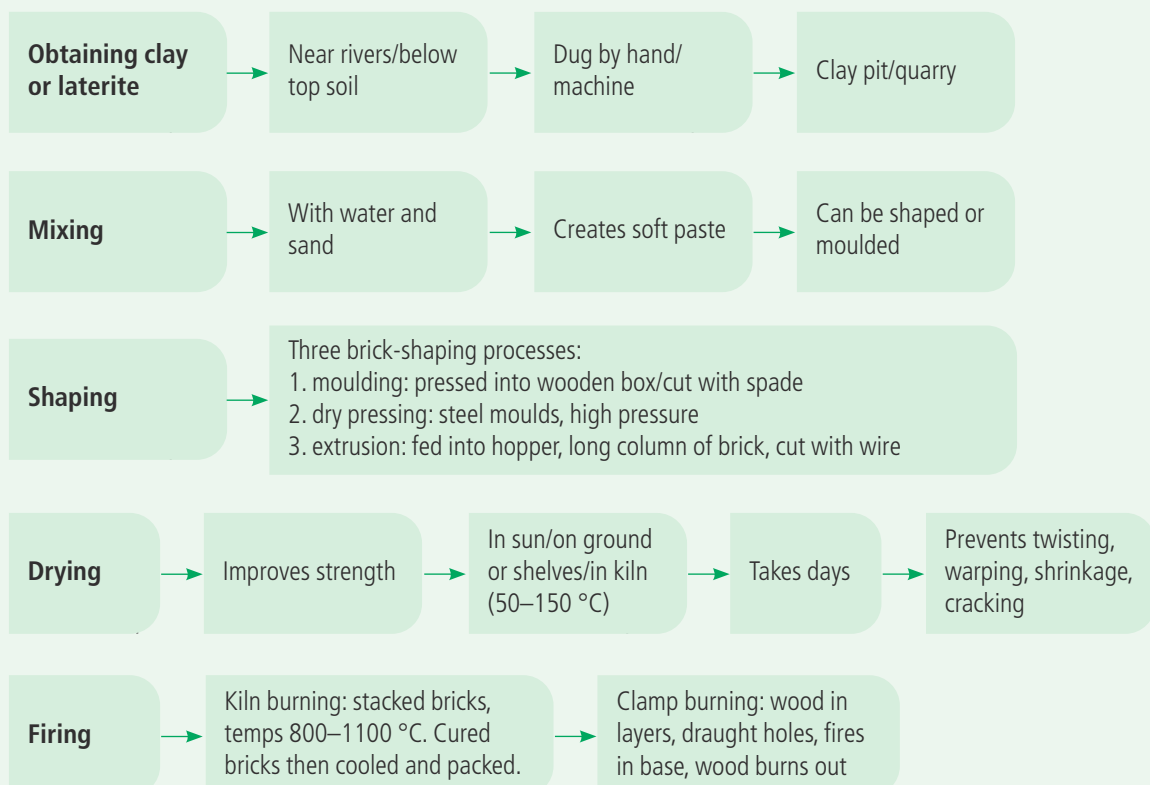 Obtaining clay
or laterite
Near rivers/below
top soil
Dug by hand/
machine
Clay pit/quarry
Mixing
With water and
sand
Creates soft paste
Can be shaped or
moulded
Shaping
Three brick-shaping processes:
1. moulding: pressed into wooden box/cut with spade
2. dry pressing: steel moulds, high pressure
3. extrusion: fed into hopper, long column of brick, cut with wire
Drying
Improves strength
In sun/on ground
or shelves/in kiln
(50–150 °C)
Takes days
Prevents twisting,
warping, shrinkage,
cracking
Firing
Kiln burning: stacked bricks,
temps 800–1100 °C. Cured
bricks then cooled and packed.
Clamp burning: wood in
layers, draught holes, fires
in base, wood burns out